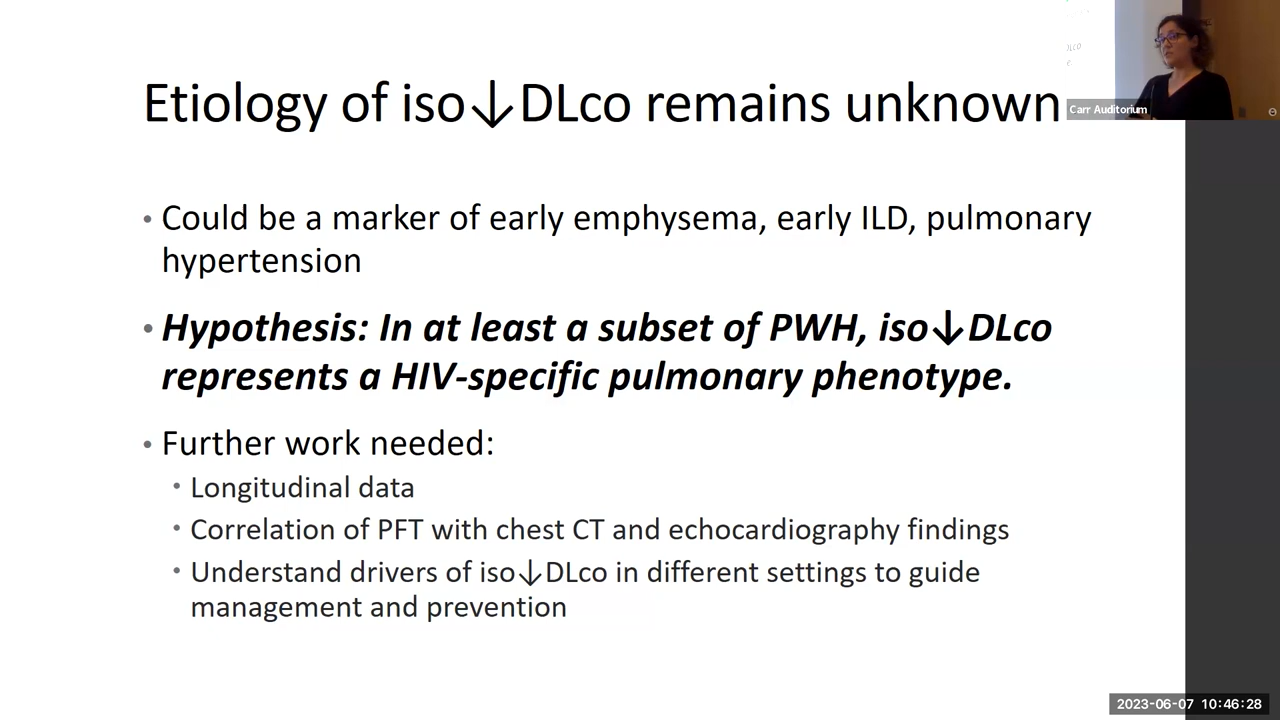 Etiology of iso↓DLco remains unknown
Carr Auditorium
• Could be a marker of early emphysema, early ILD, pulmonary
hypertension
• Hypothesis: In at least a subset of PWH, iso↓DLco
represents a HIV-specific pulmonary phenotype.
• Further work needed:
• Longitudinal data
• Correlation of PFT with chest CT and echocardiography findings
• Understand drivers of iso↓DLco in different settings to guide
management and prevention
2023-06-07 10:46:28